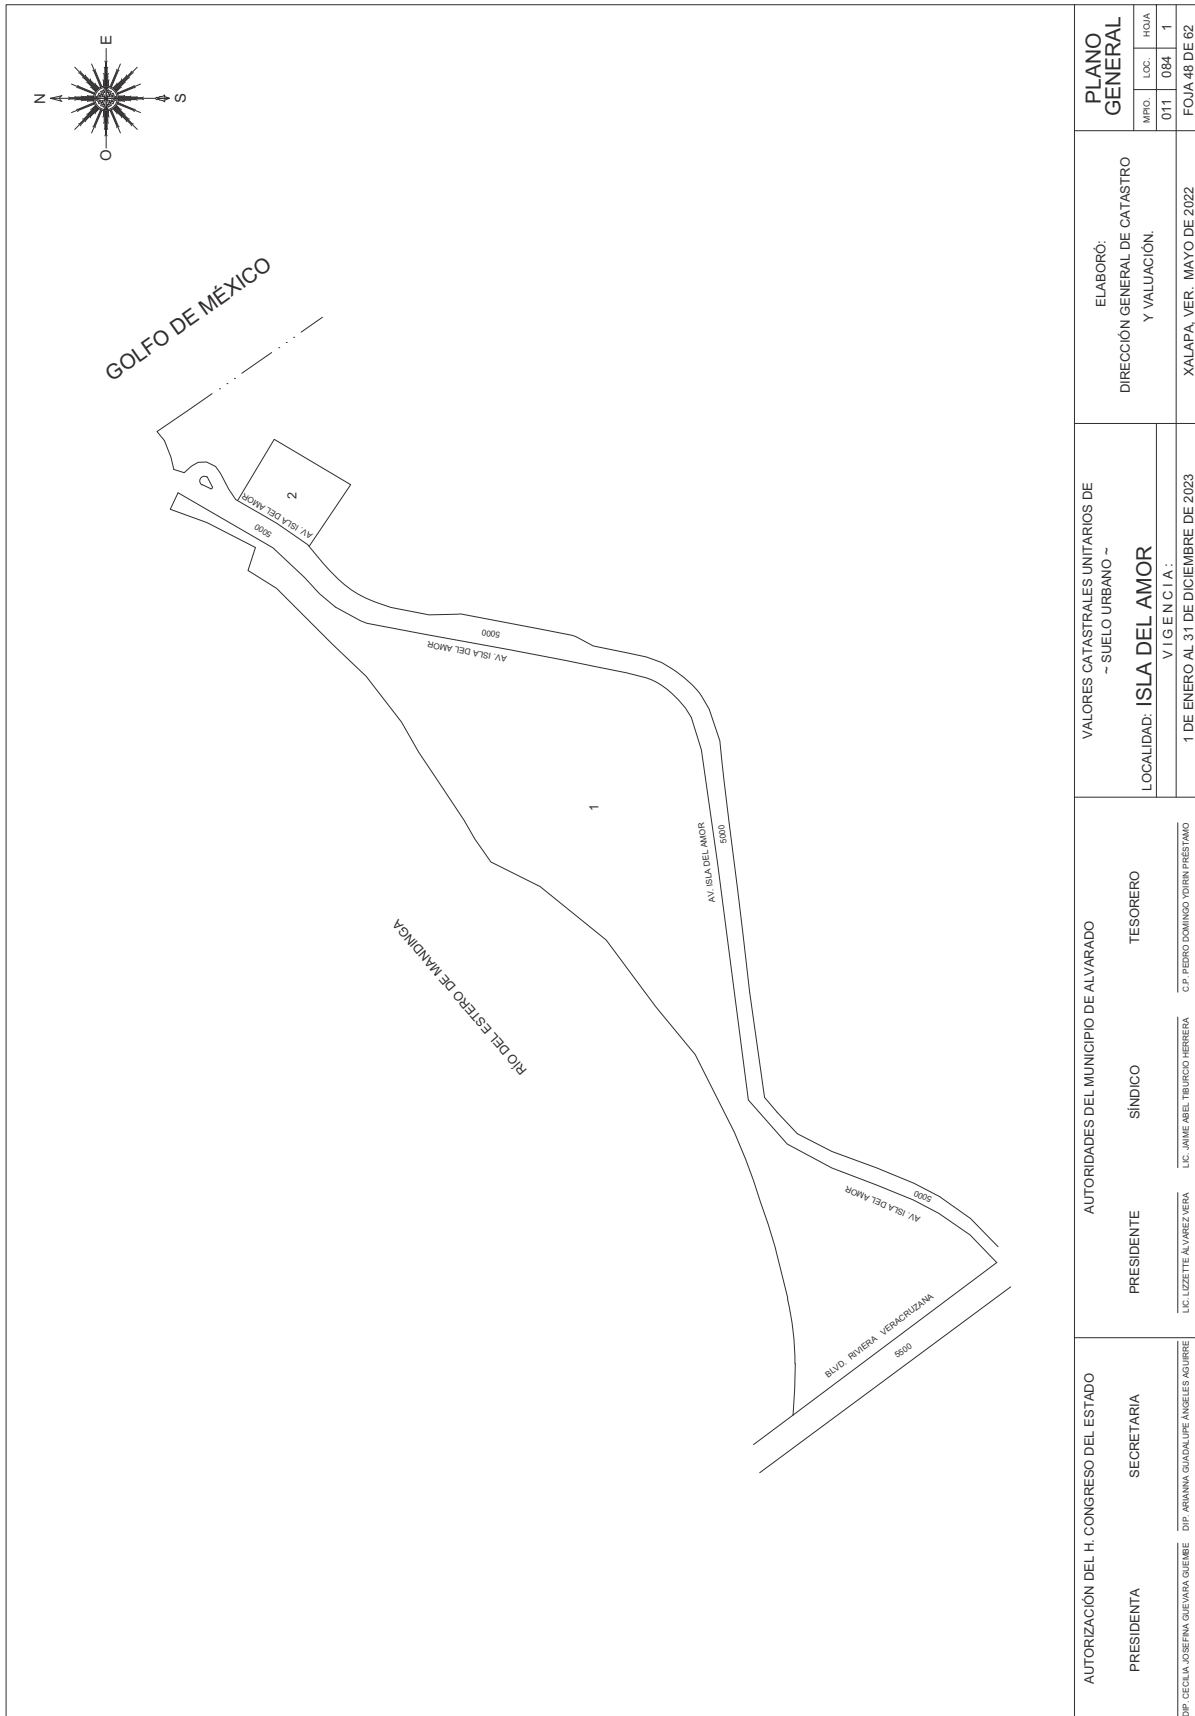 N
E
S
O
GOLFO DE MÉXICO
RÍO DEL ESTERO DE MANDINGA
1
2
AV. ISLA DEL AMOR
5000
AV. ISLA DEL AMOR
5000
AV. ISLA DEL AMOR
5000
AV. ISLA DEL AMOR
5000
BLVD. RIVIERA VERACRUZANA
5500
AUTORIZACIÓN DEL H. CONGRESO DEL ESTADO
PRESIDENTA
SECRETARIA
DIP. CECILIA JOSEFINA GUEVARA GUEMBE
DIP. ARIANNA GUADALUPE ÁNGELES AGUIRRE
AUTORIDADES DEL MUNICIPIO DE ALVARADO
PRESIDENTE
SÍNDICO
TESORERO
LIC. LIZZETTE ÁLVAREZ VERA
LIC. JAIME ABEL TIBURCIO HERRERA
C.P. PEDRO DOMINGO YDIRIN PRÉSTAMO
VALORES CATASTRALES UNITARIOS DE
~ SUELO URBANO ~
LOCALIDAD: ISLA DEL AMOR
V I G E N C I A :
1 DE ENERO AL 31 DE DICIEMBRE DE 2023
ELABORÓ:
DIRECCIÓN GENERAL DE CATASTRO
Y VALUACIÓN.
XALAPA, VER. MAYO DE 2022
PLANO
GENERAL
MPIO. LOC. HOJA
011 084 1
FOJA 48 DE 62